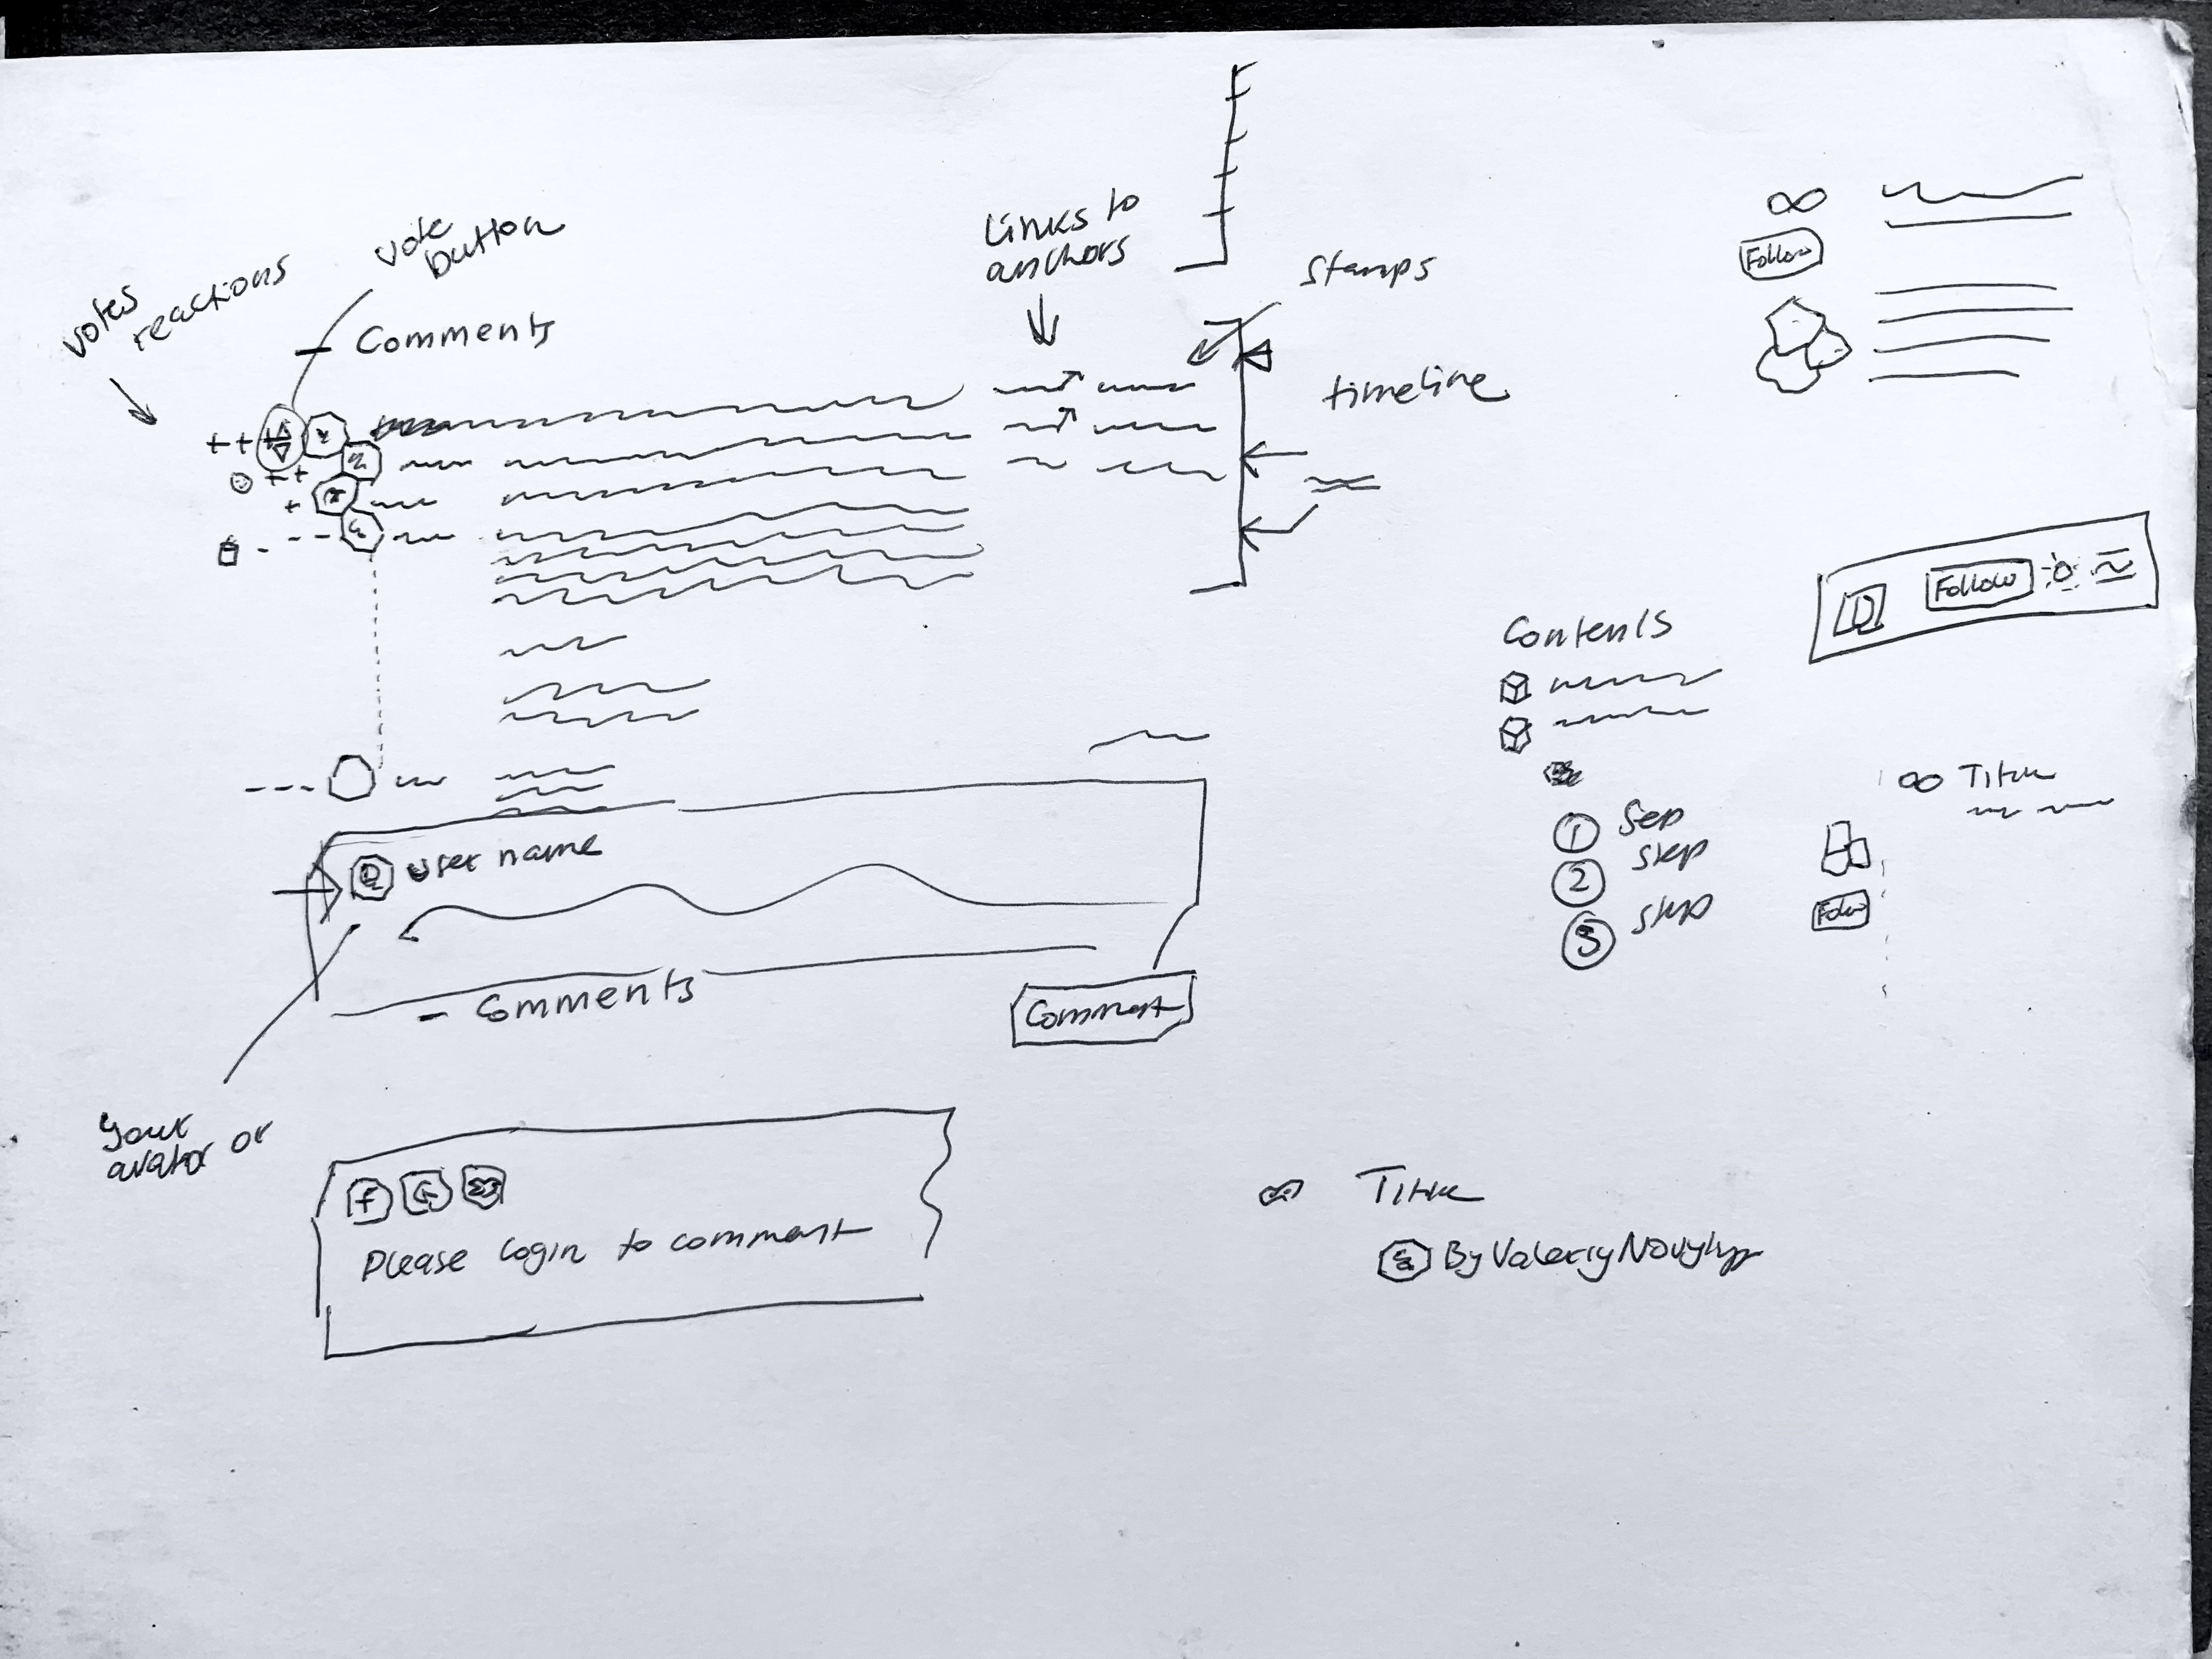 votes
reactions
vote
button
Comments
Links to
anchors
stamps
timeline
Follow
Follow
Contents
1 Sep
2 step
3 step
Title
Follow
user name
- Comments
Comment
your
avatar or
f G
Please login to comment
Title
By Valeriy